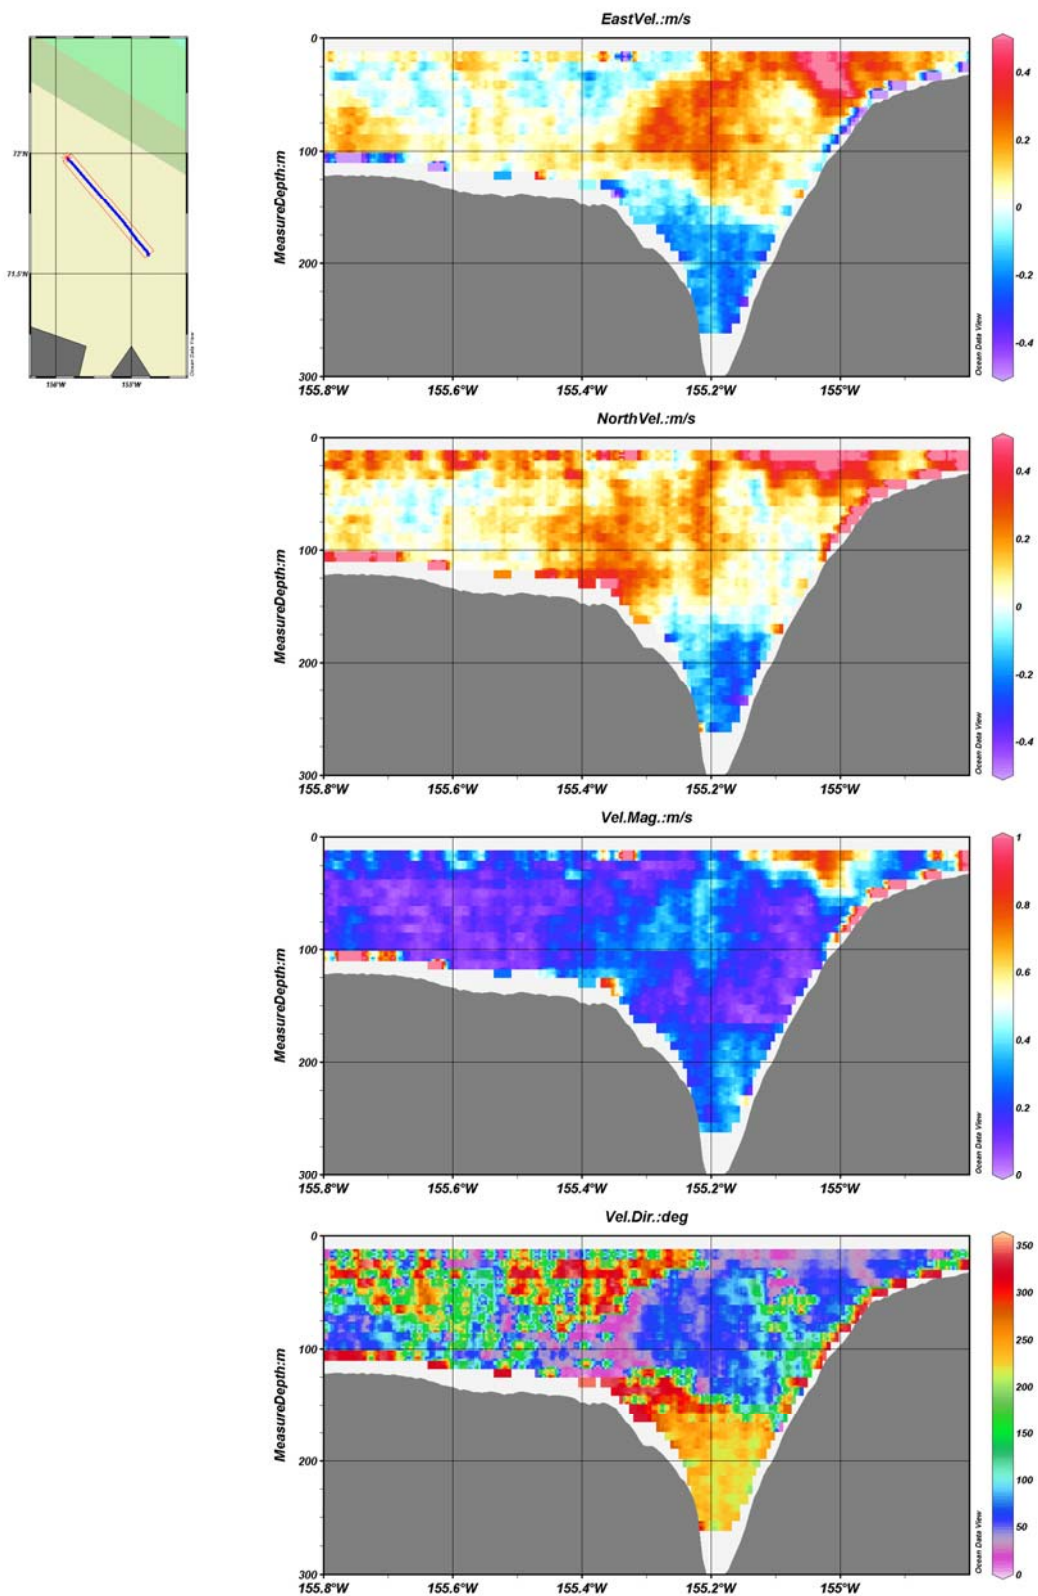 72°N
71.5°N
156°W
155°W
Ocean Data View
EastVel.:m/s
MeasureDepth:m
0
100
200
300
155.8°W 155.6°W 155.4°W 155.2°W 155°W
0.4
0.2
0
-0.2
-0.4
Ocean Data View
NorthVel.:m/s
MeasureDepth:m
0
100
200
300
155.8°W 155.6°W 155.4°W 155.2°W 155°W
0.4
0.2
0
-0.2
-0.4
Ocean Data View
Vel.Mag.:m/s
MeasureDepth:m
0
100
200
300
155.8°W 155.6°W 155.4°W 155.2°W 155°W
1
0.8
0.6
0.4
0.2
0
Ocean Data View
Vel.Dir.:deg
MeasureDepth:m
0
100
200
300
155.8°W 155.6°W 155.4°W 155.2°W 155°W
350
300
250
200
150
100
50
0
Ocean Data View